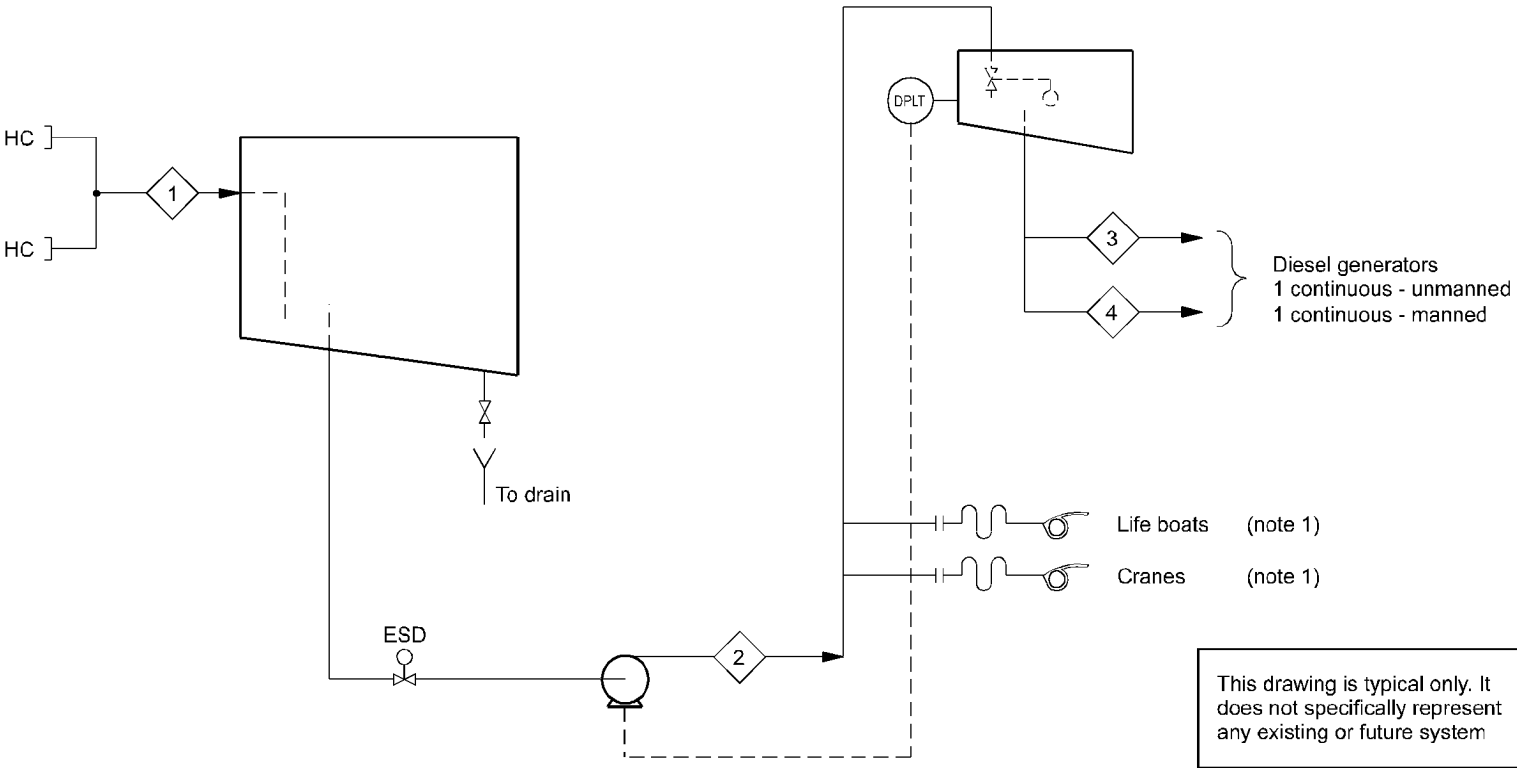 HC
HC
1
DPLT
3
4
Diesel generators
1 continuous - unmanned
1 continuous - manned
To drain
Life boats (note 1)
Cranes (note 1)
ESD
2
This drawing is typical only. It
does not specifically represent
any existing or future system